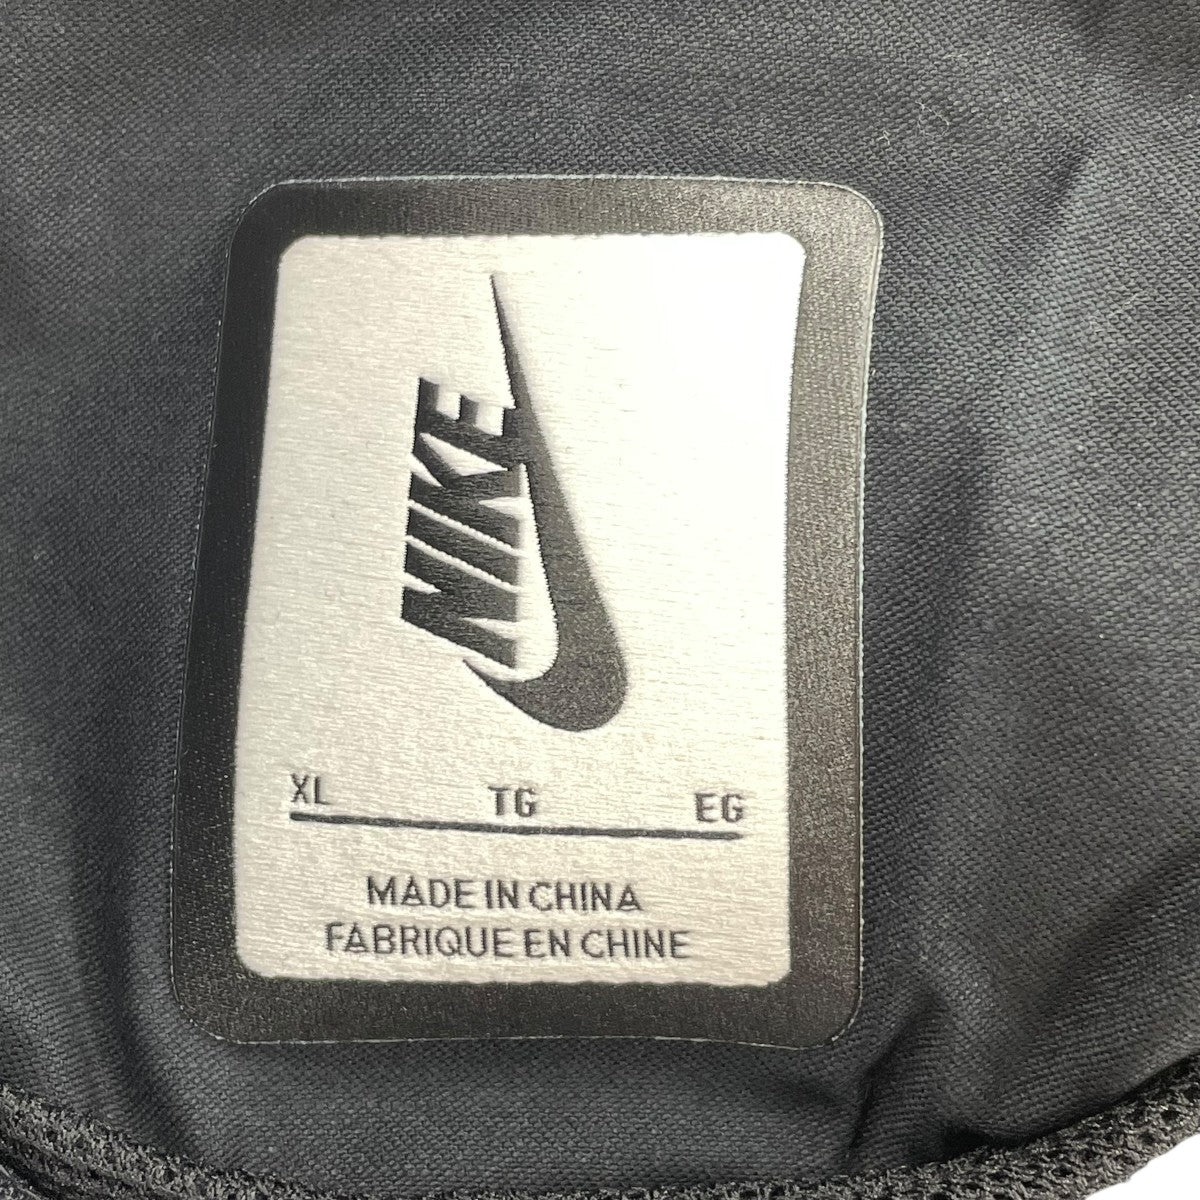 NIKE
XL TG EG
MADE IN CHINA
FABRIQUE EN CHINE